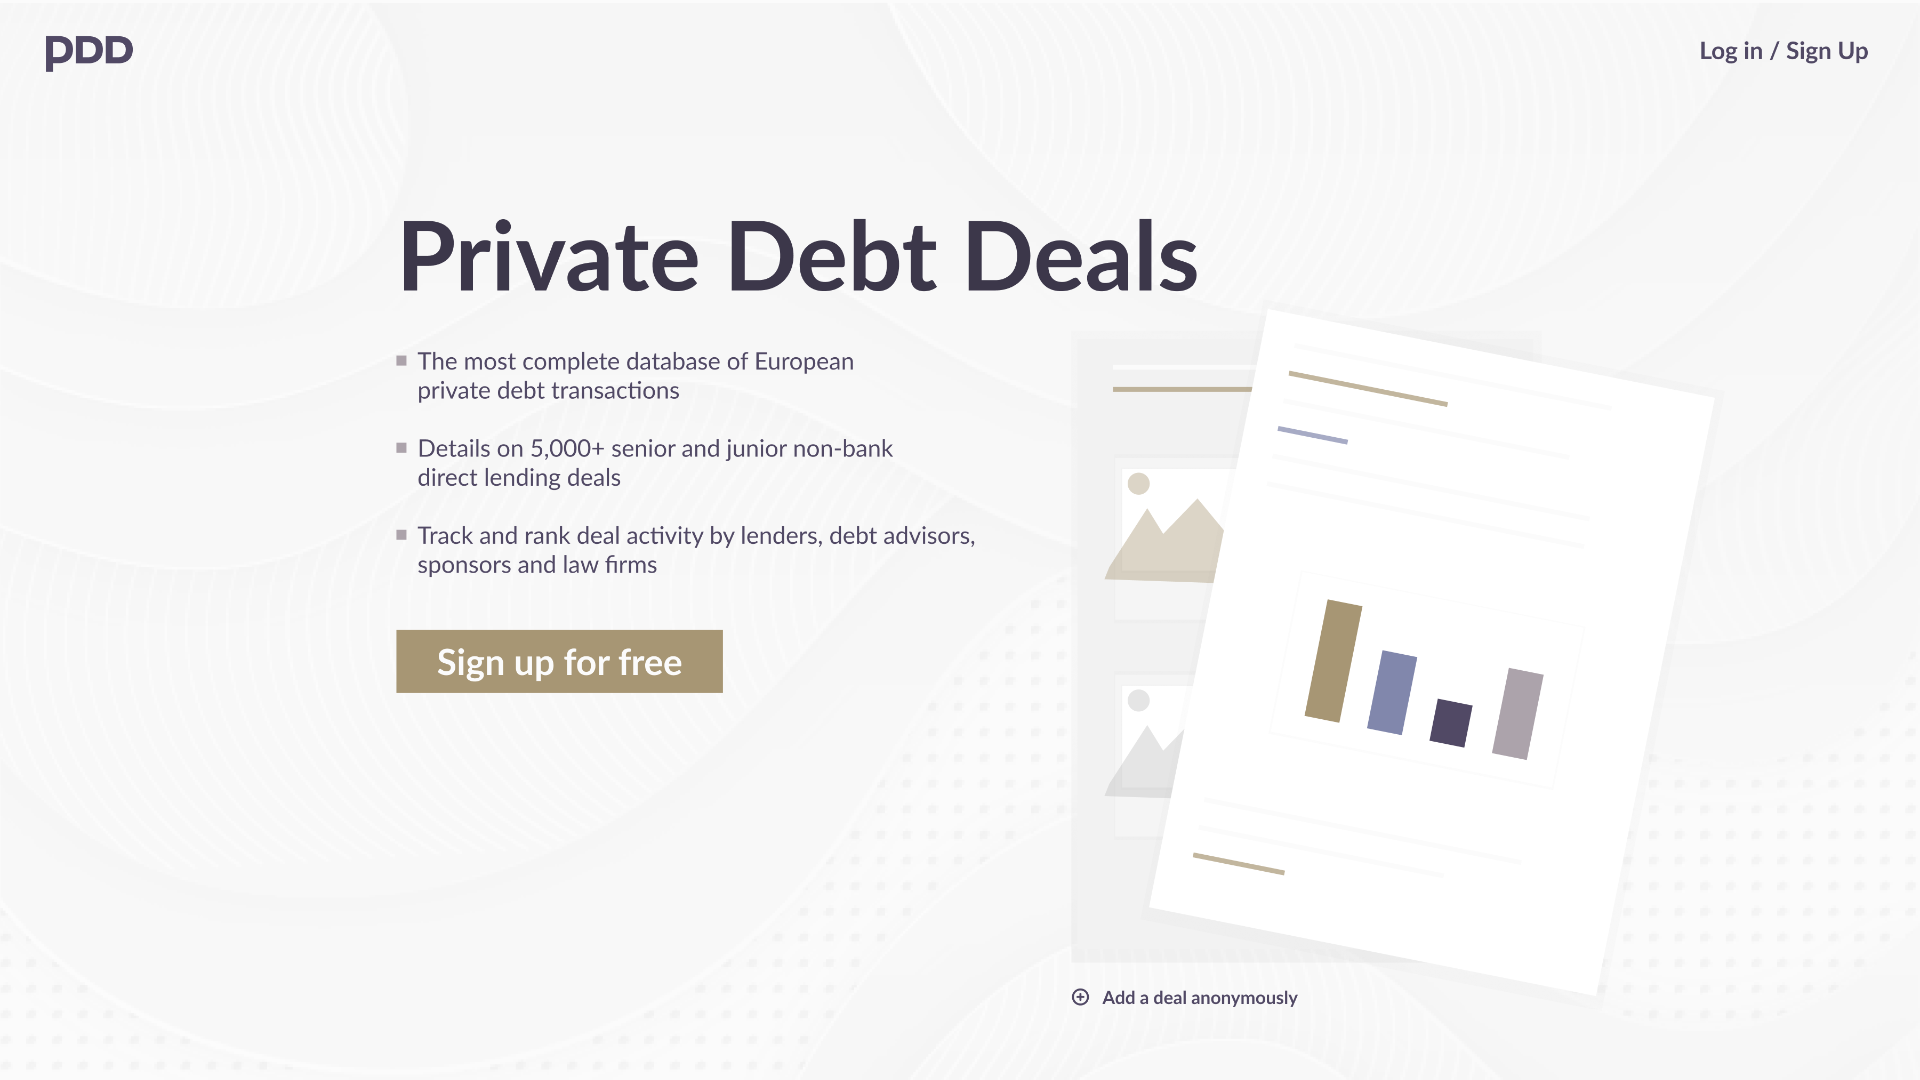 PDD
Log in / Sign Up
Private Debt Deals
The most complete database of European
private debt transactions
Details on 5,000+ senior and junior non-bank
direct lending deals
Track and rank deal activity by lenders, debt advisors,
sponsors and law firms
Sign up for free
Add a deal anonymously